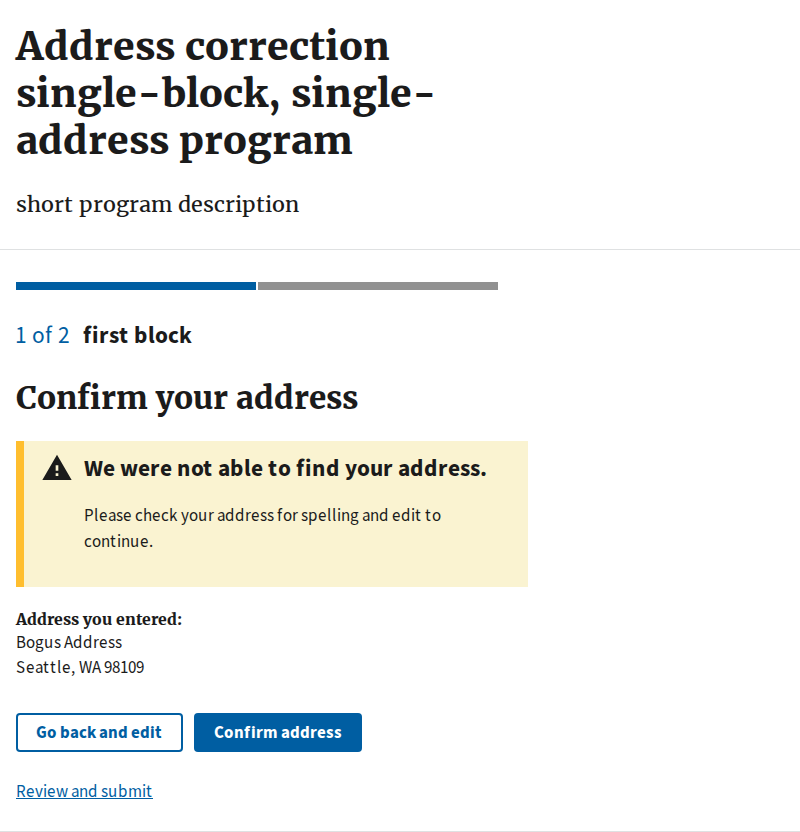 Address correction
single-block, single-
address program
short program description
1 of 2 first block
Confirm your address
We were not able to find your address.
Please check your address for spelling and edit to
continue.
Address you entered:
Bogus Address
Seattle, WA 98109
Go back and edit Confirm address
Review and submit